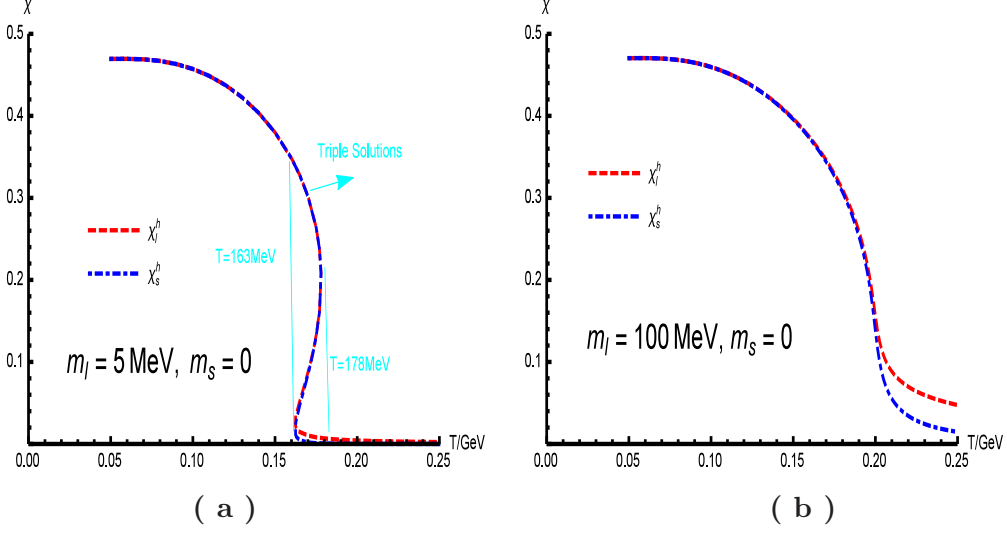 χ
0.5
0.4
0.3
0.2
0.1
0.00
0.05
0.10
0.15
0.20
0.25
T/GeV
Triple Solutions
χ_l^h
χ_s^h
T=163MeV
T=178MeV
m_l = 5 MeV, m_s = 0
( a )
χ
0.5
0.4
0.3
0.2
0.1
0.00
0.05
0.10
0.15
0.20
0.25
T/GeV
χ_l^h
χ_s^h
m_l = 100 MeV, m_s = 0
( b )